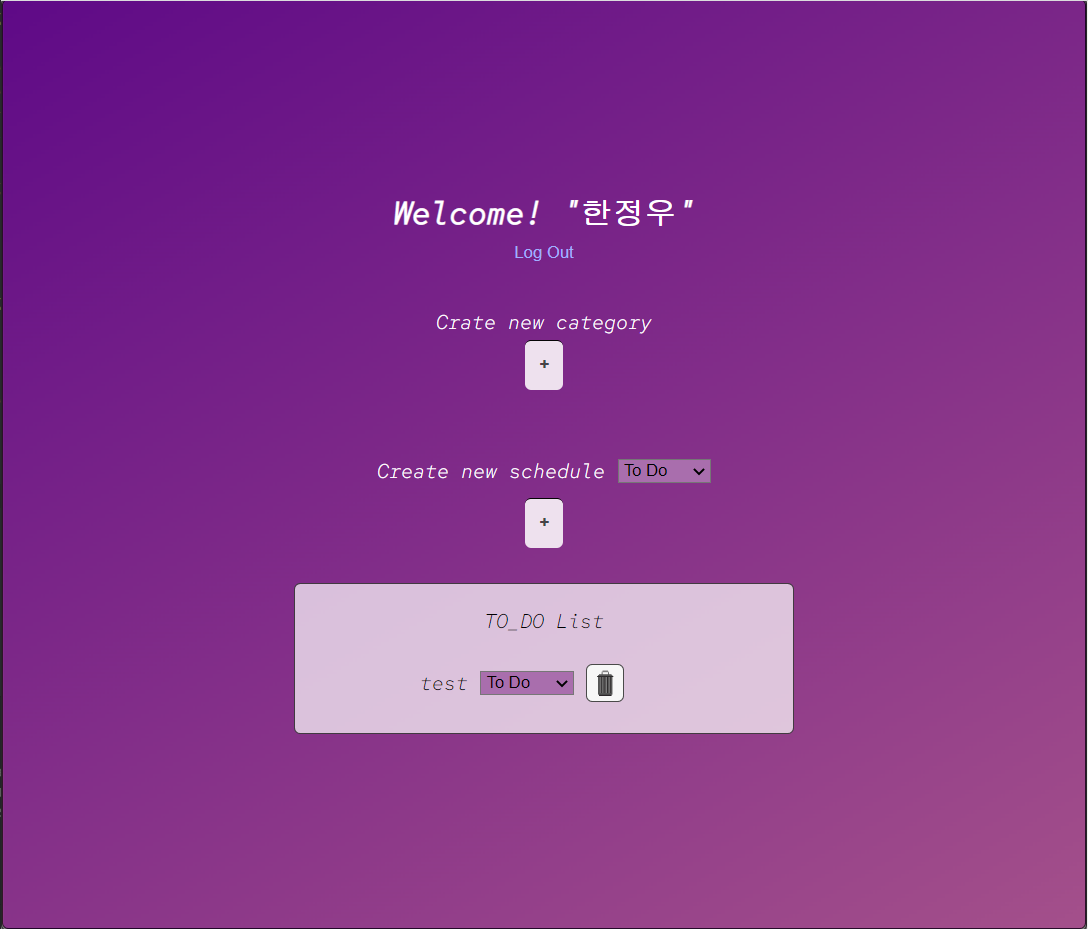 Welcome! "한정우"
Log Out
Crate new category
+
Create new schedule To Do
+
TO_DO List
test To Do